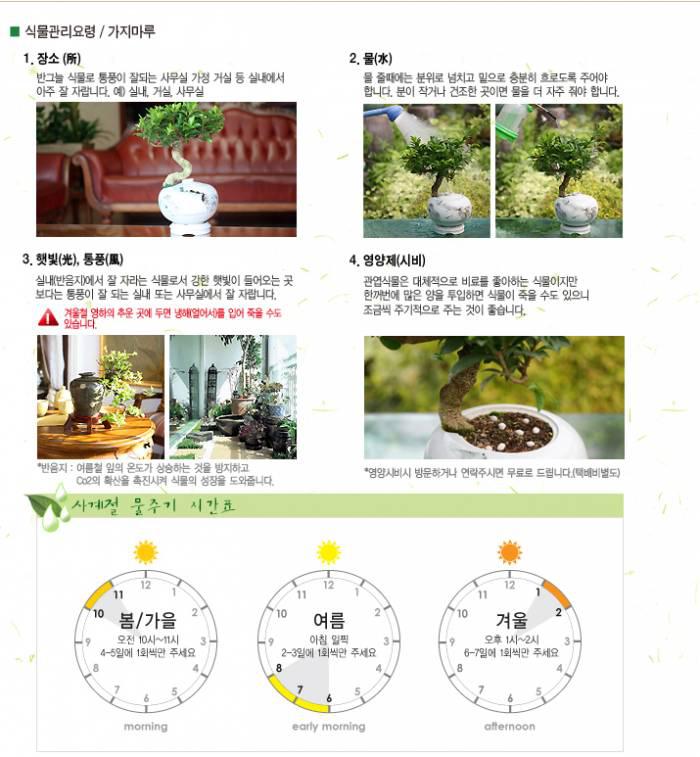 식물관리요령 / 가지마루
1. 장소 (所)
반그늘 식물로 통풍이 잘되는 사무실 가정 거실 등 실내에서
아주 잘 자랍니다. 예) 실내, 거실, 사무실
2. 물(水)
물 줄때에는 분위로 넘치고 밑으로 충분히 흐르도록 주어야
합니다. 분이 작거나 건조한 곳이면 물을 더 자주 줘야 합니다.
3. 햇빛(光), 통풍(風)
실내(반음지)에서 잘 자라는 식물로서 강한 햇빛이 들어오는 곳
보다는 통풍이 잘 되는 실내 또는 사무실에서 잘 자랍니다.
겨울철 영하의 추운 곳에 두면 냉해(얼어서)를 입어 죽을 수도
있습니다.
*반음지 : 여름철 잎의 온도가 상승하는 것을 방지하고
Co2의 확산을 촉진시켜 식물의 성장을 도와줍니다.
4. 영양제(시비)
관엽식물은 대체적으로 비료를 좋아하는 식물이지만
한꺼번에 많은 양을 투입하면 식물이 죽을 수도 있으니
조금씩 주기적으로 주는 것이 좋습니다.
*영양시비시 방문하거나 연락주시면 무료로 드립니다.(택배비별도)
사계절 물주기 시간표
12
11
1
10
2
9
3
8
4
7
5
6
봄/가을
오전 10시~11시
4-5일에 1회씩만 주세요
morning
12
11
1
10
2
9
3
8
4
7
5
6
여름
아침 일찍
2-3일에 1회씩만 주세요
early morning
12
11
1
10
2
9
3
8
4
7
5
6
겨울
오후 1시~2시
6-7일에 1회씩만 주세요
afternoon